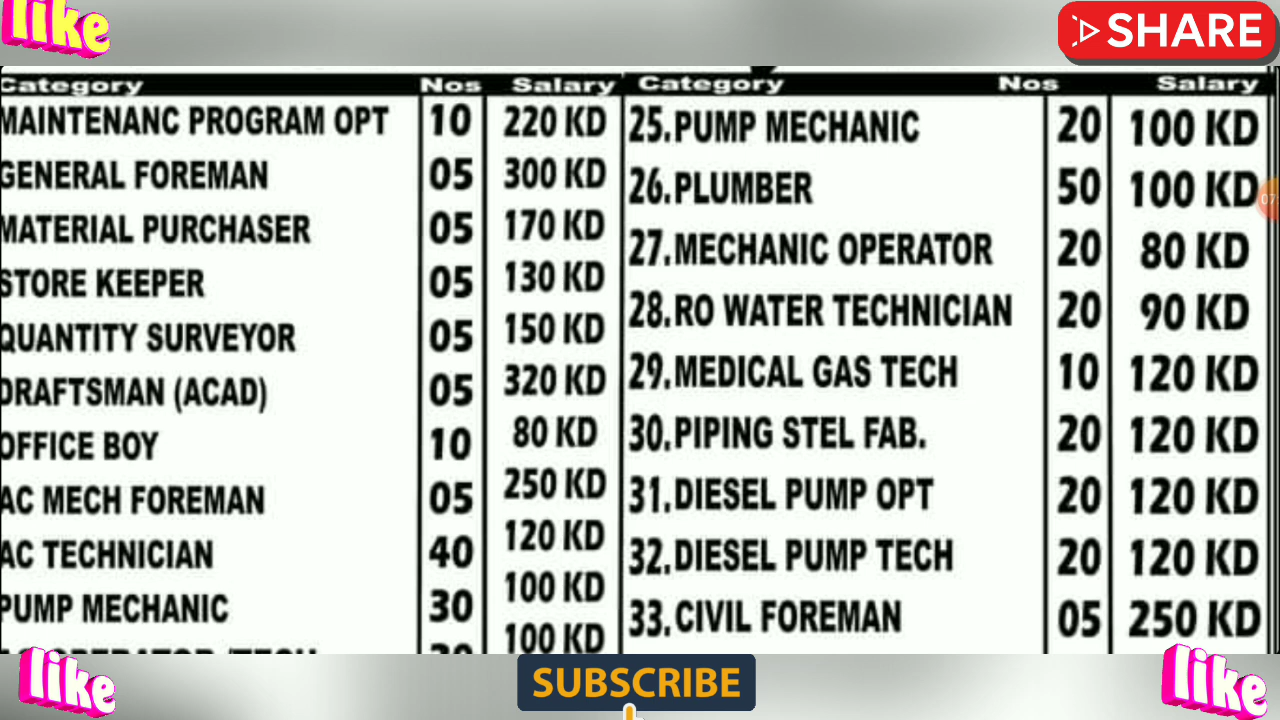 like
SHARE
Category Nos Salary
MAINTENANC PROGRAM OPT 10 220 KD
GENERAL FOREMAN 05 300 KD
MATERIAL PURCHASER 05 170 KD
STORE KEEPER 05 130 KD
QUANTITY SURVEYOR 05 150 KD
DRAFTSMAN (ACAD) 05 320 KD
OFFICE BOY 10 80 KD
AC MECH FOREMAN 05 250 KD
AC TECHNICIAN 40 120 KD
PUMP MECHANIC 30 100 KD
100 KD
Category Nos Salary
25. PUMP MECHANIC 20 100 KD
26. PLUMBER 50 100 KD
27. MECHANIC OPERATOR 20 80 KD
28. RO WATER TECHNICIAN 20 90 KD
29. MEDICAL GAS TECH 10 120 KD
30. PIPING STEL FAB. 20 120 KD
31. DIESEL PUMP OPT 20 120 KD
32. DIESEL PUMP TECH 20 120 KD
33. CIVIL FOREMAN 05 250 KD
like
SUBSCRIBE
like